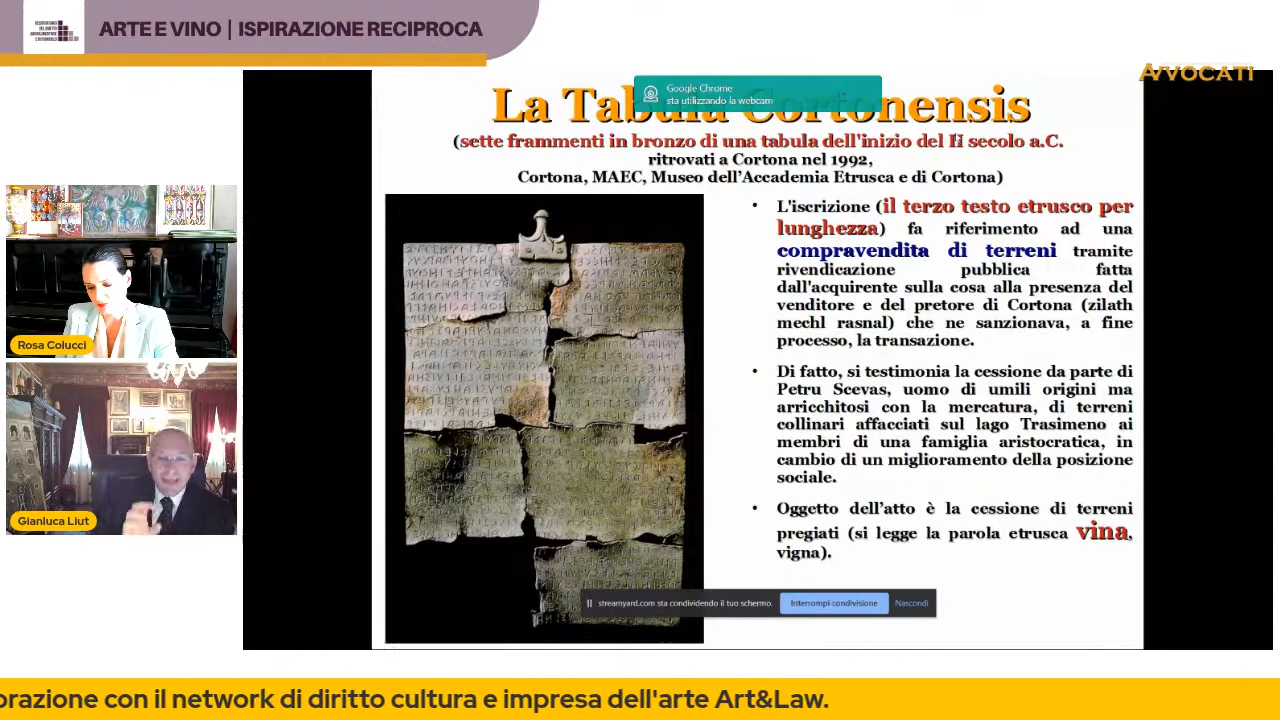 ARTE E VINO | ISPIRAZIONE RECIPROCA
AVVOCATI
Google Chrome
sta utilizzando la webcam
La Tabula Cortonensis
(sette frammenti in bronzo di una tabula dell'inizio del II secolo a.C.
ritrovati a Cortona nel 1992,
Cortona, MAEC, Museo dell'Accademia Etrusca e di Cortona)
• L'iscrizione (il terzo testo etrusco per
lunghezza) fa riferimento ad una
compravendita di terreni tramite
rivendicazione pubblica fatta
dall'acquirente sulla cosa alla presenza del
venditore e del pretore di Cortona (zilath
mechl rasnal) che ne sanzionava, a fine
processo, la transazione.
• Di fatto, si testimonia la cessione da parte di
Petru Scevas, uomo di umili origini ma
arricchitosi con la mercatura, di terreni
collinari affacciati sul lago Trasimeno ai
membri di una famiglia aristocratica, in
cambio di un miglioramento della posizione
sociale.
• Oggetto dell'atto è la cessione di terreni
pregiati (si legge la parola etrusca vina,
vigna).
Rosa Colucci
Gianluca Liut
streamyard.com sta condividendo il tuo schermo.
Interrompi condivisione
Nascondi
orazione con il network di diritto cultura e impresa dell'arte Art&Law.